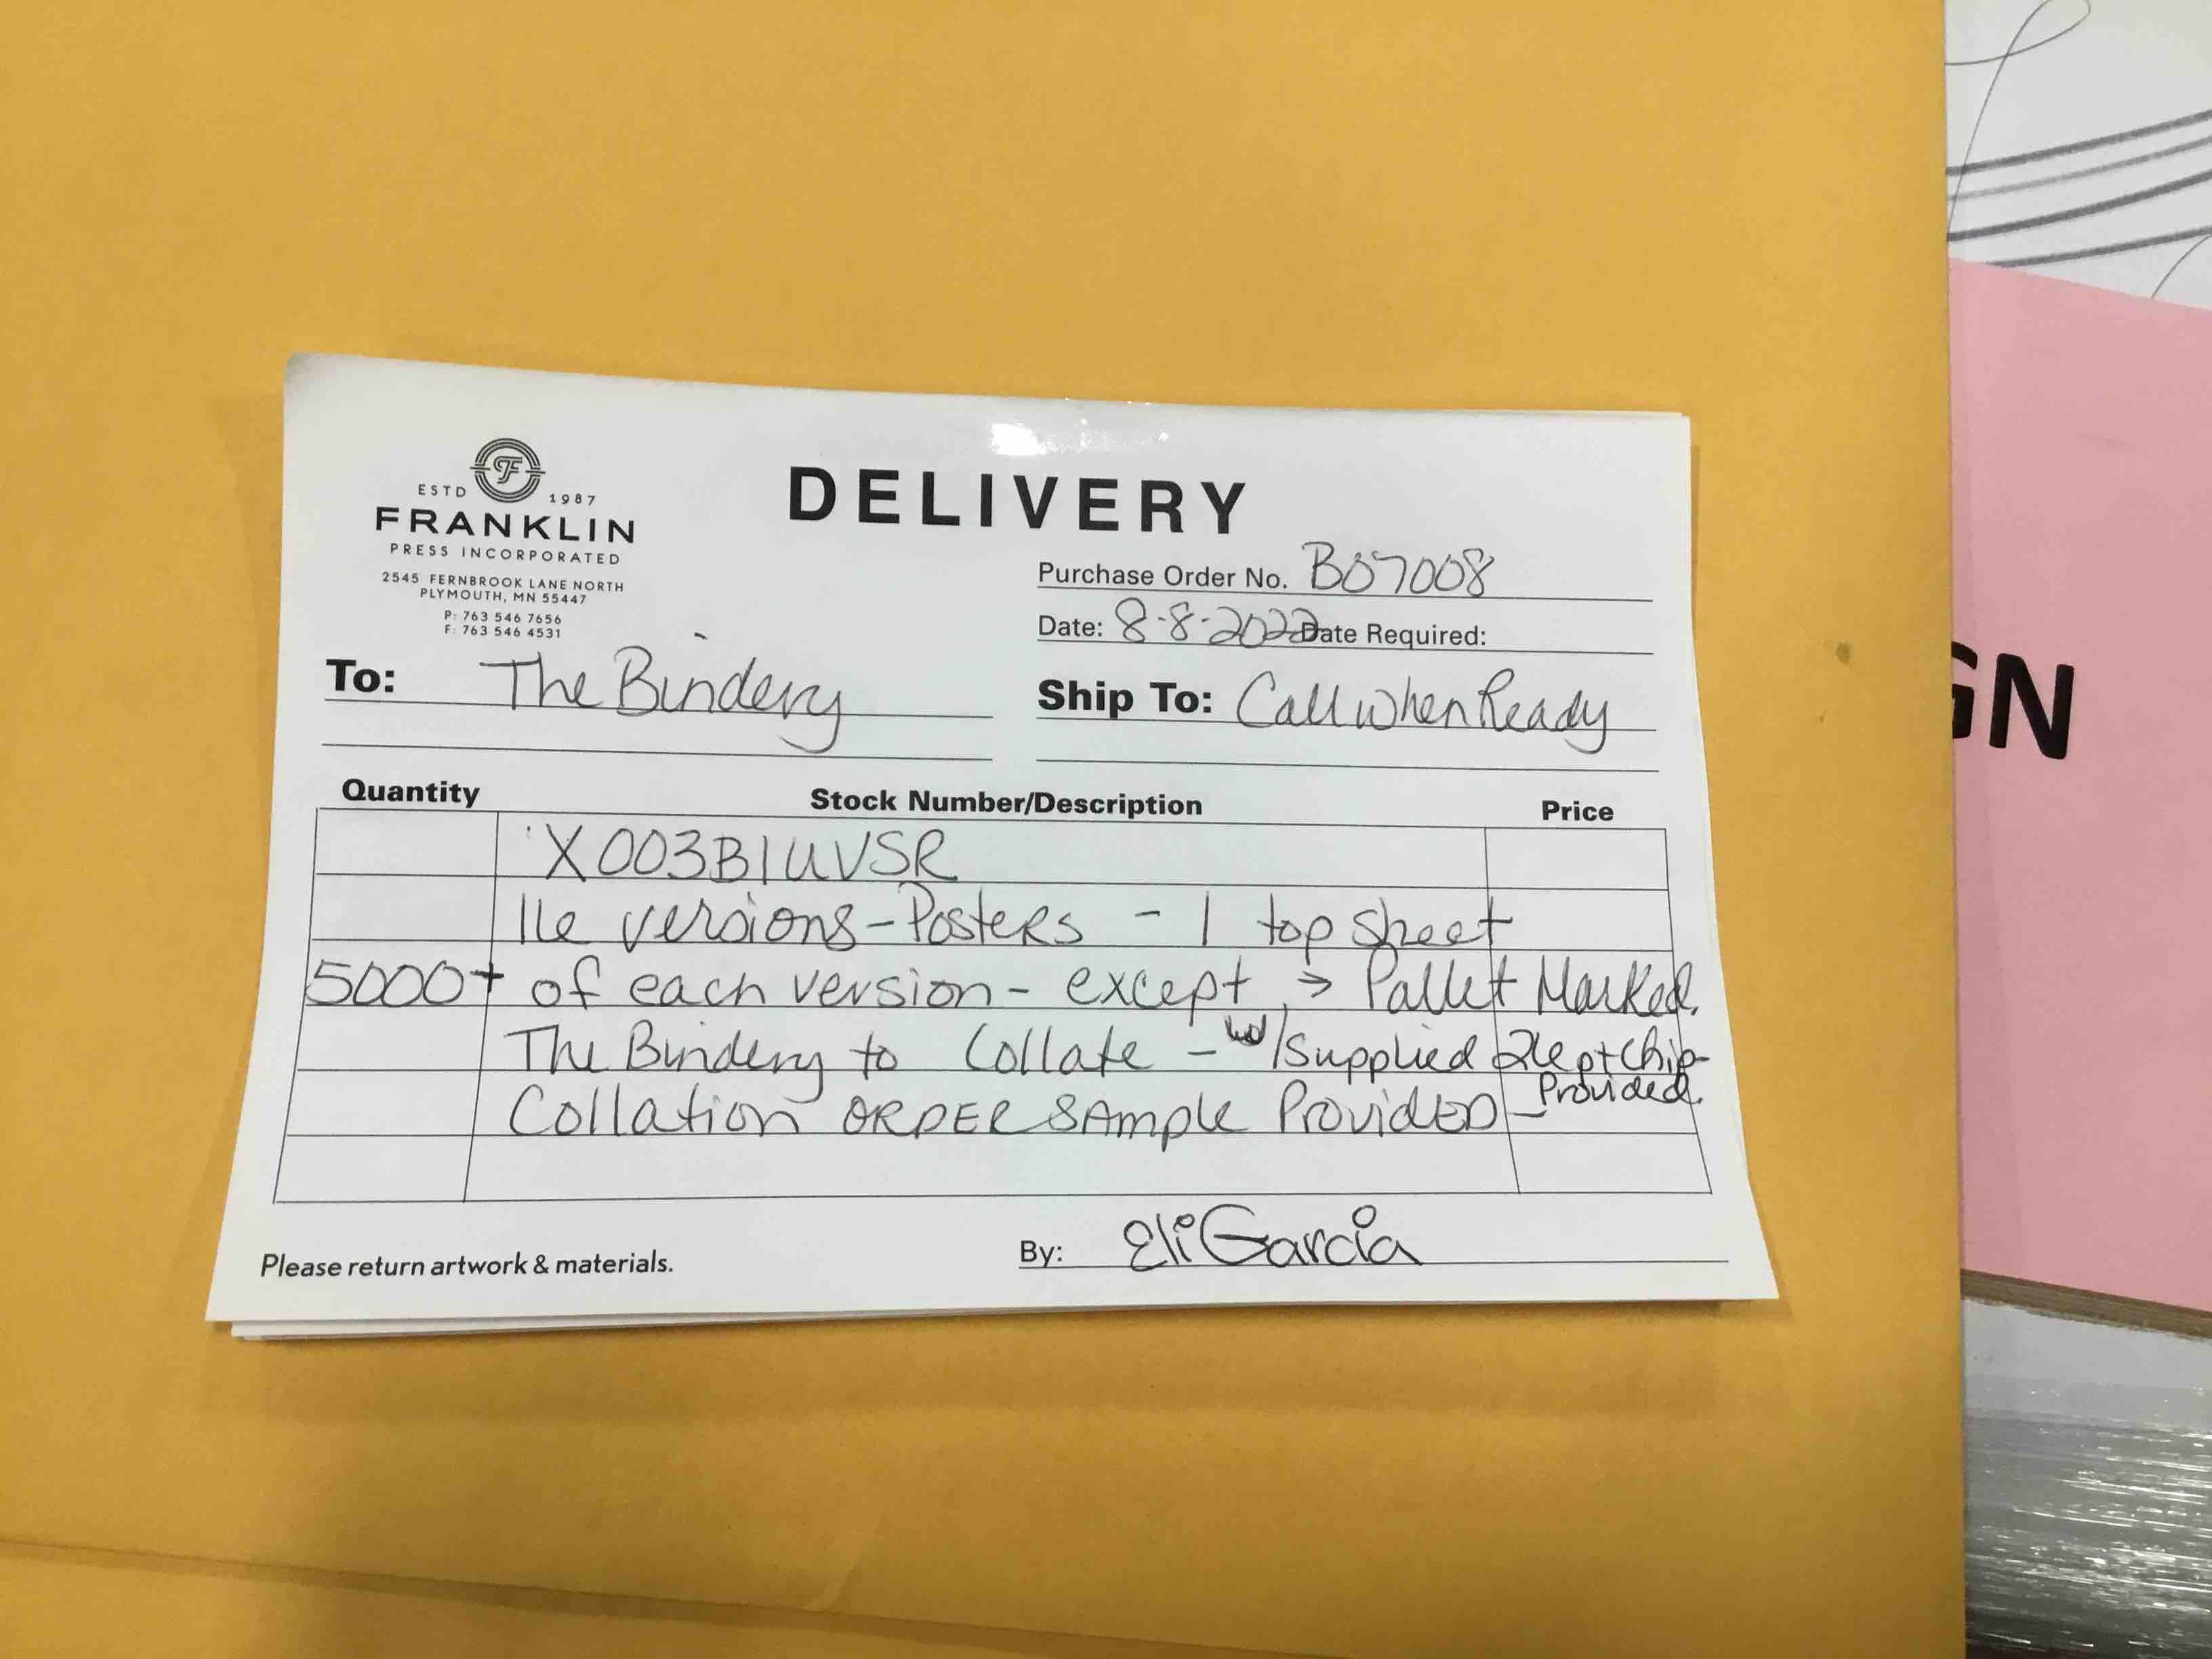 ESTD 1987
FRANKLIN
PRESS INCORPORATED
2545 FERNBROOK LANE NORTH
PLYMOUTH, MN 55447
P: 763 546 7656
F: 763 546 4531
DELIVERY
Purchase Order No. B07008
Date: 8-8-2022 Date Required:
To: The Bindery
Ship To: Call when Ready
Quantity Stock Number/Description Price
X003B1UVSR
16 versions - Posters - 1 top sheet
5000+ of each version - except → Pallet Marked.
The Bindery to Collate - w/supplied 26pt Chip
Provided.
Collation ORDER SAmple ProvidED -
Please return artwork & materials.
By: Eli Garcia
GN